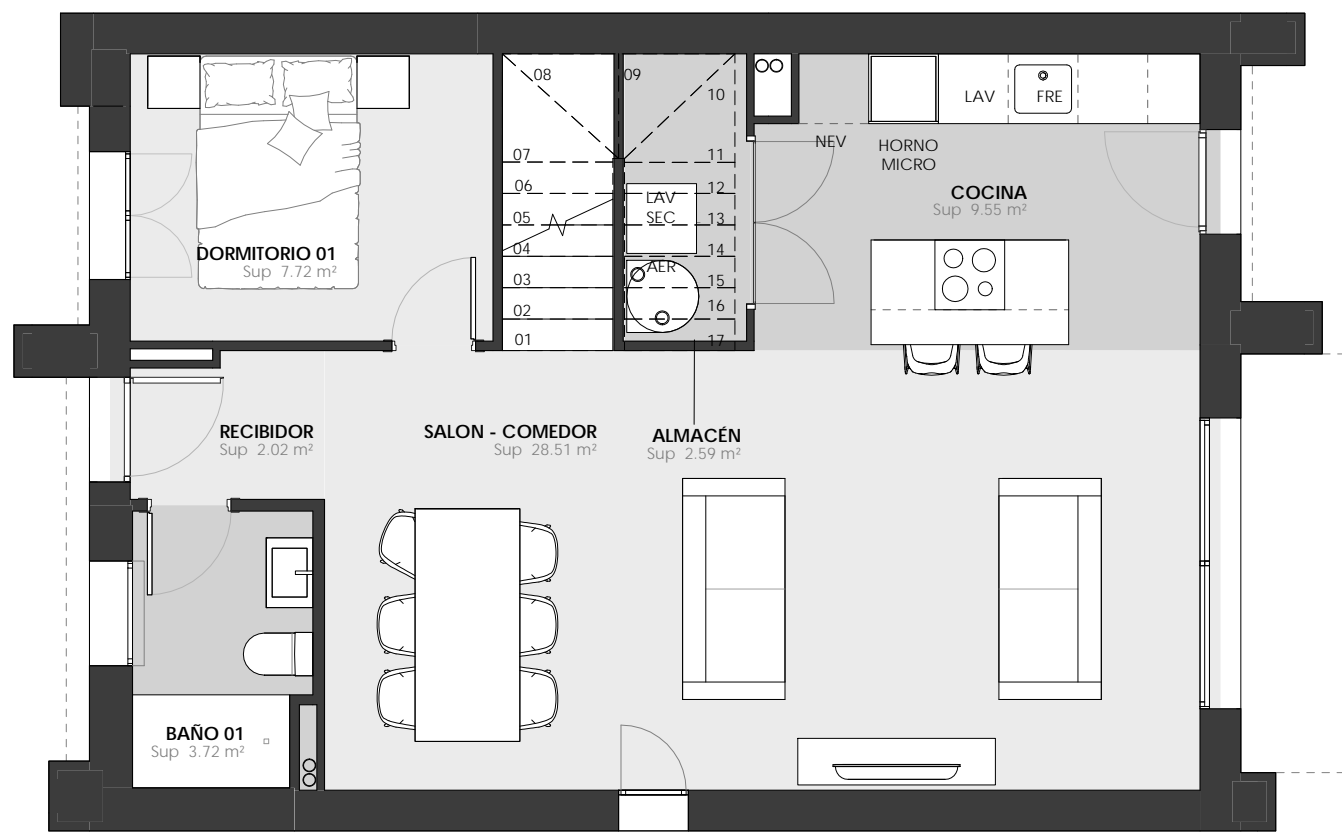 08
09
10
07
06
05
04
03
02
01
11
12
13
14
15
16
17
LAV
SEC
AER
NEV
HORNO
MICRO
LAV
FRE
COCINA
Sup 9.55 m²
DORMITORIO 01
Sup 7.72 m²
RECIBIDOR
Sup 2.02 m²
SALON - COMEDOR
Sup 28.51 m²
ALMACÉN
Sup 2.59 m²
BAÑO 01
Sup 3.72 m²